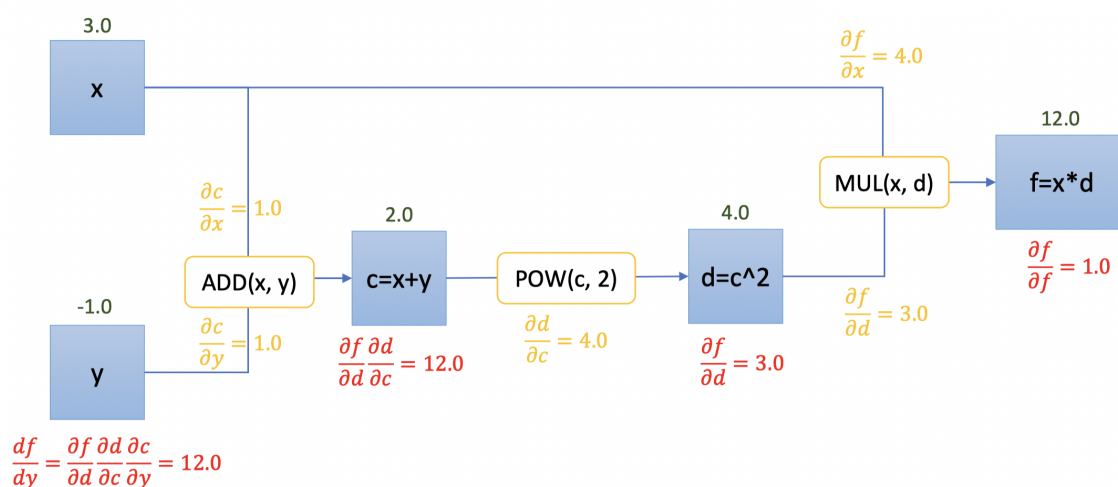 3.0
x
∂f/∂x = 4.0
12.0
MUL(x, d)
f=x*d
∂f/∂f = 1.0
∂c/∂x = 1.0
2.0
4.0
ADD(x, y)
c=x+y
POW(c, 2)
d=c^2
-1.0
∂c/∂y = 1.0
∂f/∂d ∂d/∂c = 12.0
∂d/∂c = 4.0
∂f/∂d = 3.0
∂f/∂d = 3.0
y
df/dy = ∂f/∂d ∂d/∂c ∂c/∂y = 12.0